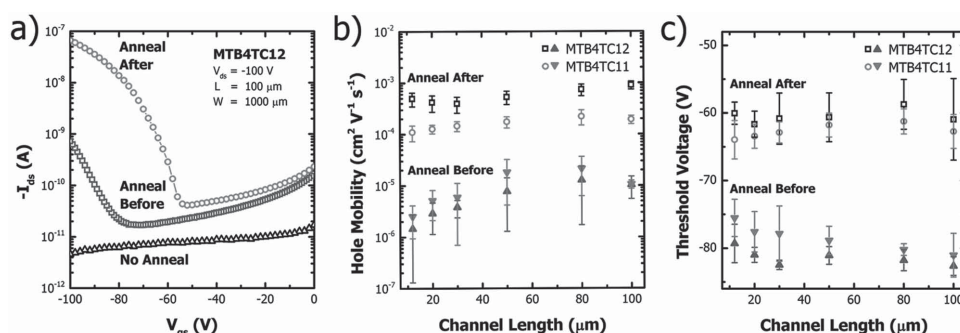 a)
-I_ds (A)
10^-7
10^-8
10^-9
10^-10
10^-11
10^-12
Anneal
After
MTB4TC12
V_ds = -100 V
L = 100 μm
W = 1000 μm
Anneal
Before
No Anneal
-100 -80 -60 -40 -20 0
V_gs (V)
b)
Hole Mobility (cm² V⁻¹ s⁻¹)
10^-2
10^-3
10^-4
10^-5
10^-6
10^-7
MTB4TC12
MTB4TC11
Anneal After
Anneal Before
20 40 60 80 100
Channel Length (μm)
c)
Threshold Voltage (V)
-50
-60
-70
-80
MTB4TC12
MTB4TC11
Anneal After
Anneal Before
0 20 40 60 80 100
Channel Length (μm)